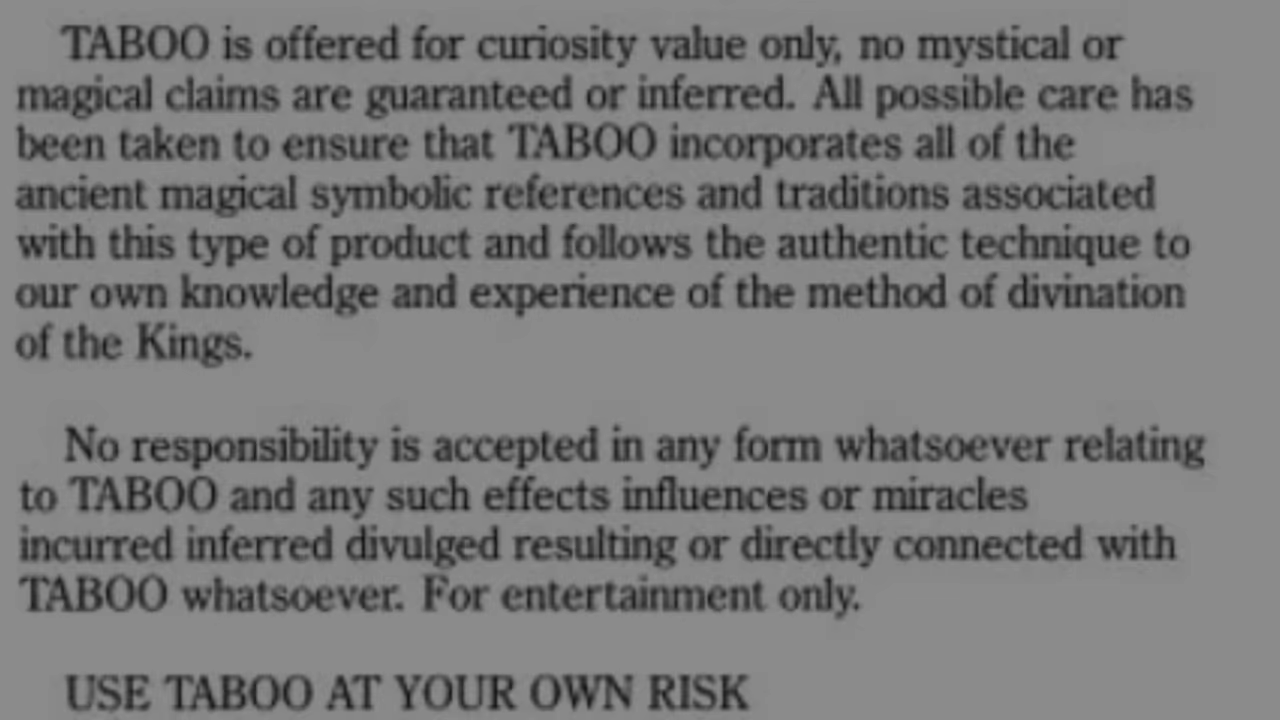 TABOO is offered for curiosity value only, no mystical or
magical claims are guaranteed or inferred. All possible care has
been taken to ensure that TABOO incorporates all of the
ancient magical symbolic references and traditions associated
with this type of product and follows the authentic technique to
our own knowledge and experience of the method of divination
of the Kings.
No responsibility is accepted in any form whatsoever relating
to TABOO and any such effects influences or miracles
incurred inferred divulged resulting or directly connected with
TABOO whatsoever. For entertainment only.
USE TABOO AT YOUR OWN RISK